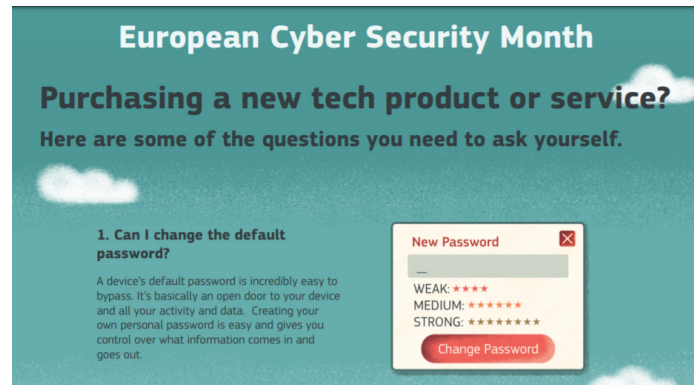 European Cyber Security Month
Purchasing a new tech product or service?
Here are some of the questions you need to ask yourself.
1. Can I change the default
password?
A device's default password is incredibly easy to
bypass. It's basically an open door to your device
and all your activity and data. Creating your
own personal password is easy and gives you
control over what information comes in and
goes out.
New Password
_
WEAK: ★★★★
MEDIUM: ★★★★★★
STRONG: ★★★★★★★★
Change Password